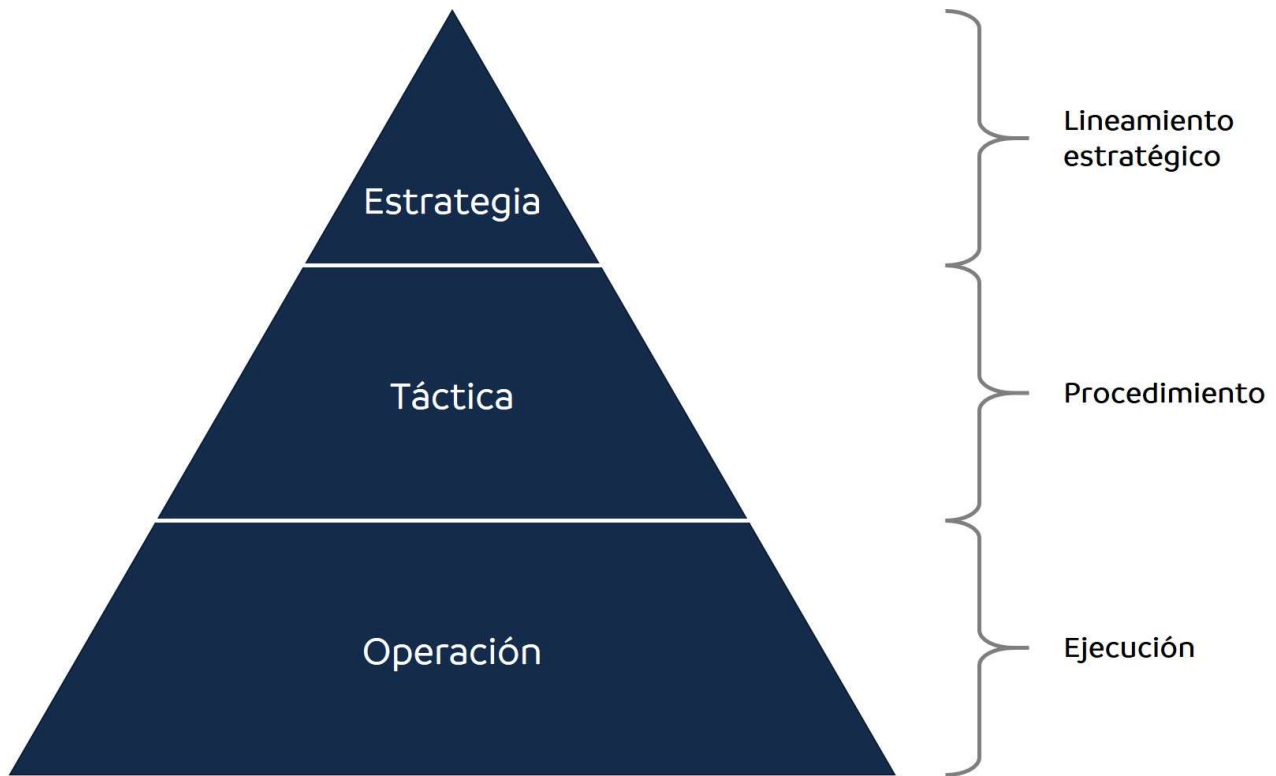 Estrategia
Lineamiento
estratégico
Táctica
Procedimiento
Operación
Ejecución